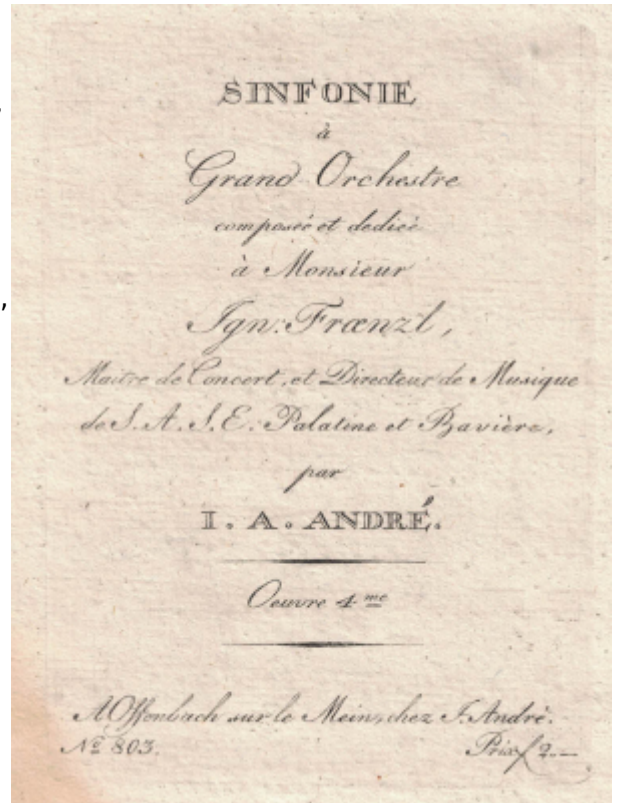 SINFONIE
à
Grand Orchestre
composée et dediée
à Monsieur
Ign: Frænzl,
Maitre de Concert, et Directeur de Musique
de S. A. S. E. Palatine et Bavière,
par
I. A. ANDRÉ.
Oeuvre 4me
A Offenbach sur le Mein, chez J. André.
No 803. Prix f 2.—